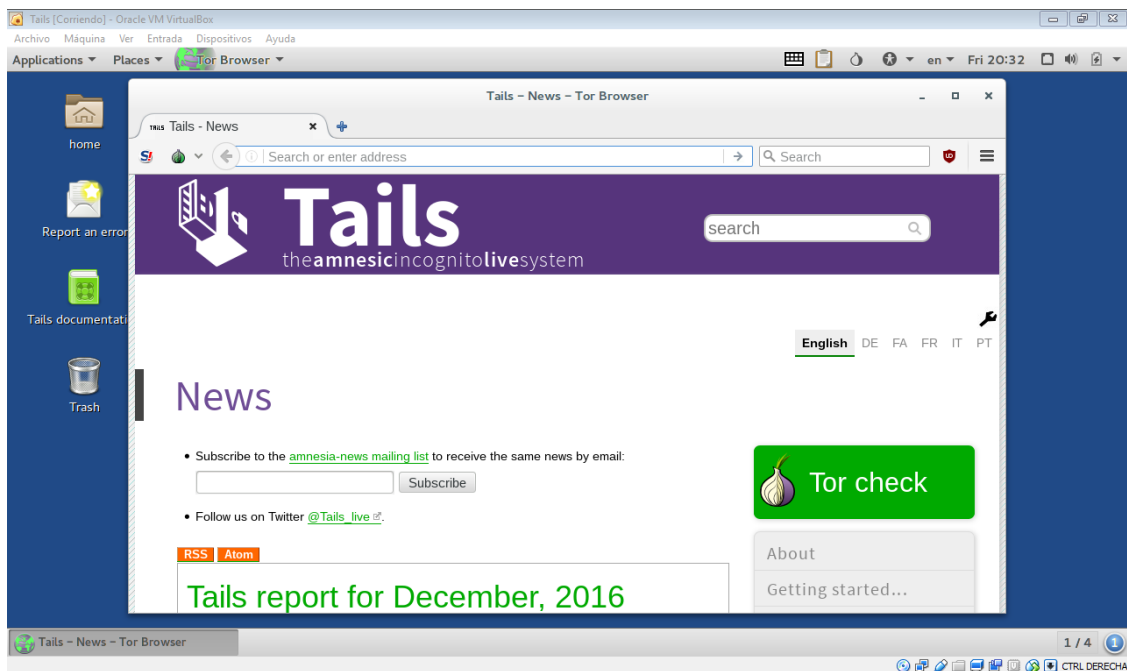 Tails [Corriendo] - Oracle VM VirtualBox
Archivo Máquina Ver Entrada Dispositivos Ayuda
Applications Places Tor Browser en Fri 20:32
Tails – News – Tor Browser
home
TAILS Tails - News
S! Search or enter address Search
Report an error
Tails
theamnesicincognitolivesystem
search
Tails documentati
English DE FA FR IT PT
Trash
News
• Subscribe to the amnesia-news mailing list to receive the same news by email:
Subscribe
• Follow us on Twitter @Tails_live.
Tor check
RSS Atom
About
Tails report for December, 2016
Getting started...
Tails – News – Tor Browser 1 / 4 1
CTRL DERECHA